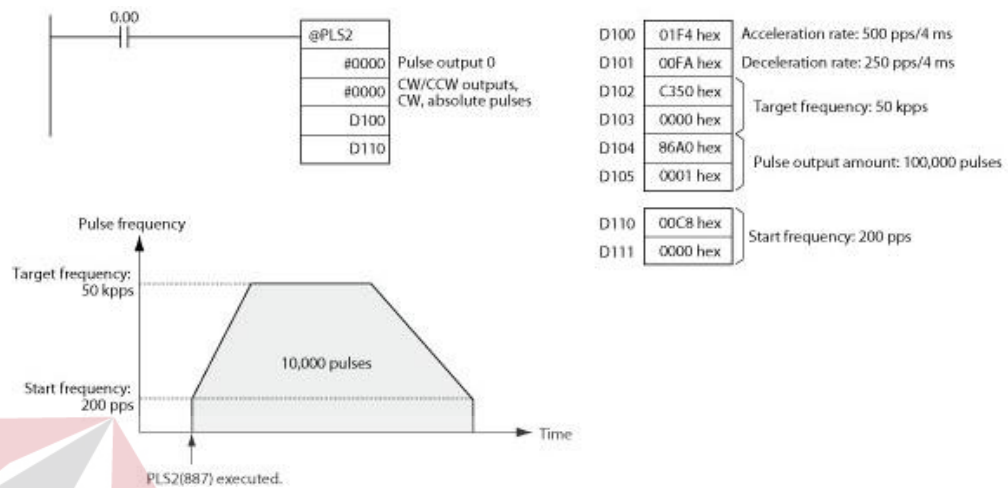 0.00
@PLS2
#0000 Pulse output 0
#0000 CW/CCW outputs,
CW, absolute pulses
D100
D110
D100 01F4 hex Acceleration rate: 500 pps/4 ms
D101 00FA hex Deceleration rate: 250 pps/4 ms
D102 C350 hex
D103 0000 hex
Target frequency: 50 kpps
D104 86A0 hex
D105 0001 hex
Pulse output amount: 100,000 pulses
D110 00C8 hex
D111 0000 hex
Start frequency: 200 pps
Pulse frequency
Target frequency:
50 kpps
10,000 pulses
Start frequency:
200 pps
Time
PLS2(887) executed.